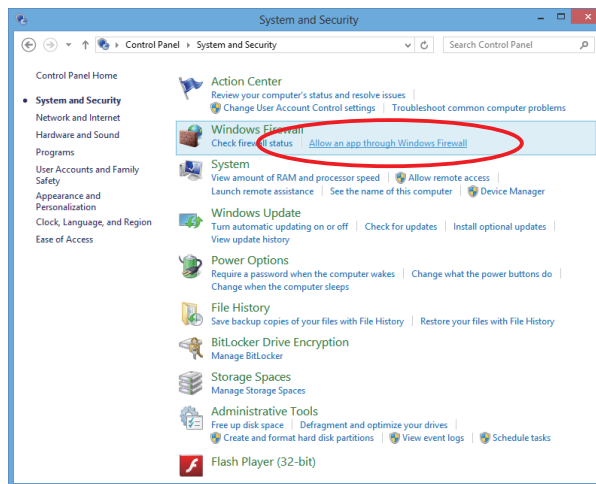 System and Security
Control Panel
System and Security
Search Control Panel
Control Panel Home
System and Security
Network and Internet
Hardware and Sound
Programs
User Accounts and Family
Safety
Appearance and
Personalization
Clock, Language, and Region
Ease of Access
Action Center
Review your computer's status and resolve issues
Change User Account Control settings Troubleshoot common computer problems
Windows Firewall
Check firewall status Allow an app through Windows Firewall
System
View amount of RAM and processor speed Allow remote access
Launch remote assistance See the name of this computer Device Manager
Windows Update
Turn automatic updating on or off Check for updates Install optional updates
View update history
Power Options
Require a password when the computer wakes Change what the power buttons do
Change when the computer sleeps
File History
Save backup copies of your files with File History Restore your files with File History
BitLocker Drive Encryption
Manage BitLocker
Storage Spaces
Manage Storage Spaces
Administrative Tools
Free up disk space Defragment and optimize your drives
Create and format hard disk partitions View event logs Schedule tasks
Flash Player (32-bit)